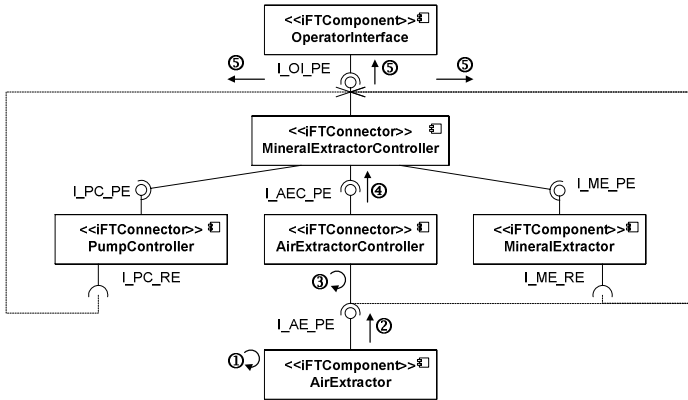 <<iFTComponent>>
OperatorInterface
I_OI_PE
⑤
⑤
⑤
<<iFTConnector>>
MineralExtractorController
I_PC_PE
I_AEC_PE
④
I_ME_PE
<<iFTConnector>>
PumpController
<<iFTConnector>>
AirExtractorController
<<iFTComponent>>
MineralExtractor
I_PC_RE
③
I_ME_RE
I_AE_PE
②
①
<<iFTComponent>>
AirExtractor